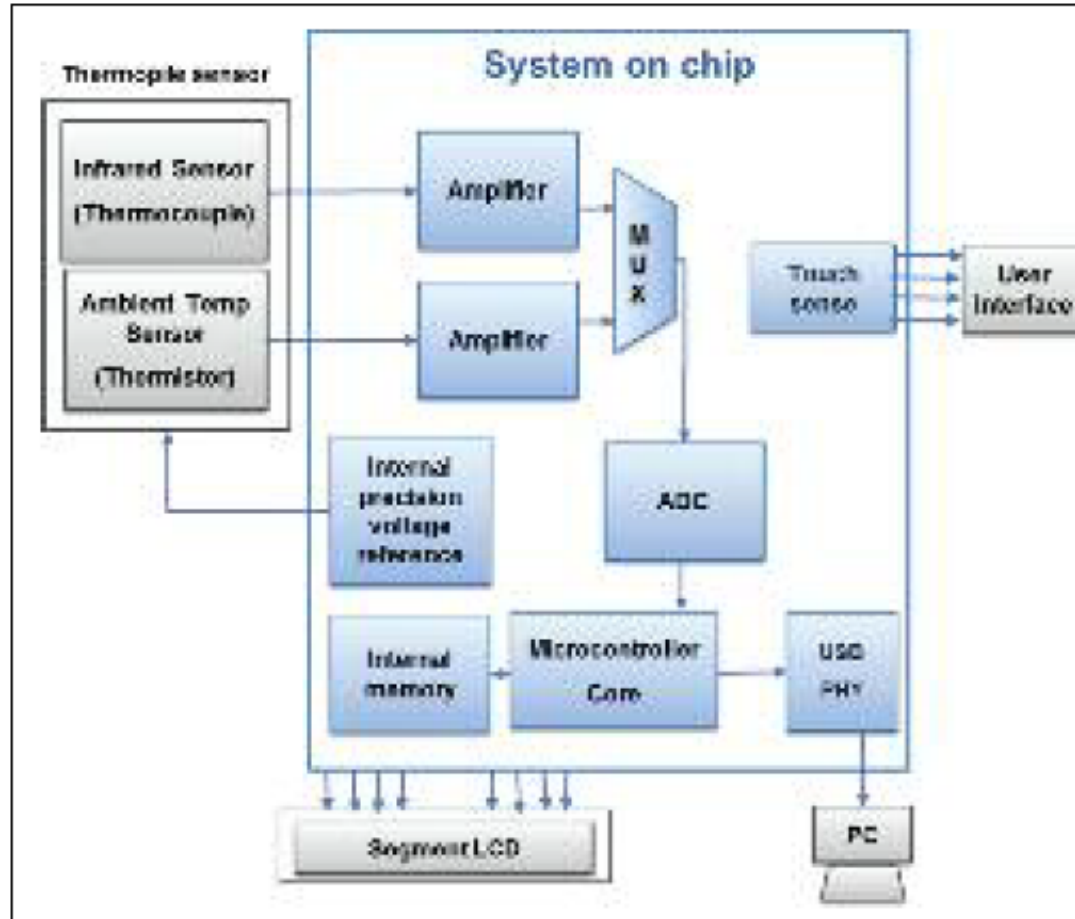 System on chip
Thermopile sensor
Infrared Sensor
(Thermocouple)
Ambient Temp
Sensor
(Thermistor)
Amplifier
Amplifier
M
U
X
Touch
sense
User
Interface
Internal
precision
voltage
reference
ADC
Internal
memory
Microcontroller
Core
USB
PHY
Segment LCD
PC